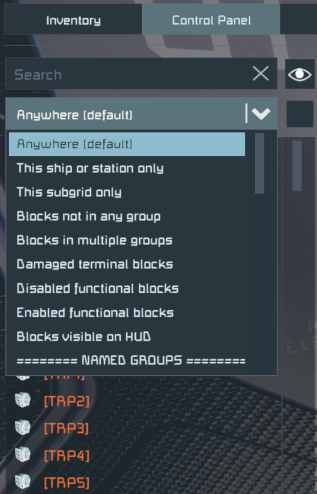 Inventory
Control Panel
Search
Anywhere (default)
Anywhere (default)
This ship or station only
This subgrid only
Blocks not in any group
Blocks in multiple groups
Damaged terminal blocks
Disabled functional blocks
Enabled functional blocks
Blocks visible on HUD
======== NAMED GROUPS ========
[TRP1]
[TRP2]
[TRP3]
[TRP4]
[TRP5]